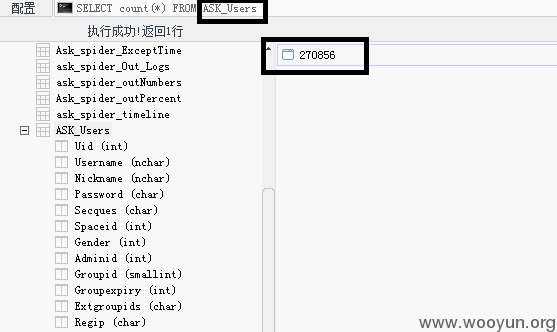 配置
SELECT count(*) FROM ASK_Users
执行成功!返回1行
Ask_spider_ExceptTime
ask_spider_Out_Logs
ask_spider_outNumbers
Ask_spider_outPercent
ask_spider_timeline
ASK_Users
Uid (int)
Username (nchar)
Nickname (nchar)
Password (char)
Secques (char)
Spaceid (int)
Gender (int)
Adminid (int)
Groupid (smallint)
Groupexpiry (int)
Extgroupids (char)
Regip (char)
270856
www.wooyun.org